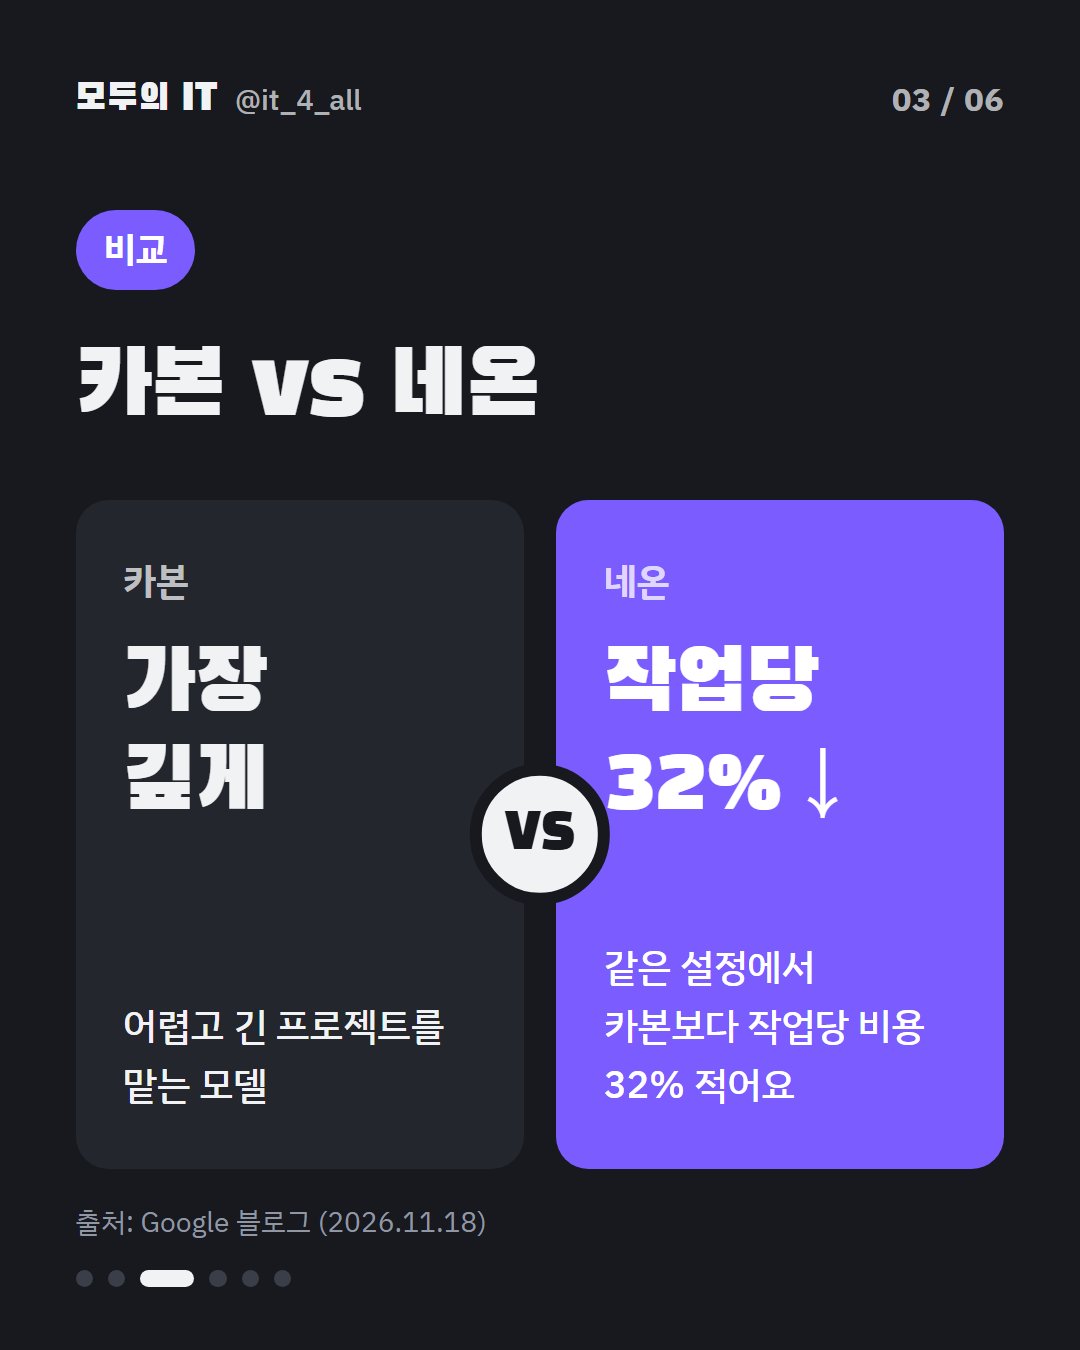 모두의 IT @it_4_all
03 / 06
비교
카본 vs 네온
카본
가장
깊게
어렵고 긴 프로젝트를
맡는 모델
VS
네온
작업당
32% ↓
같은 설정에서
카본보다 작업당 비용
32% 적어요
출처: Google 블로그 (2026.11.18)